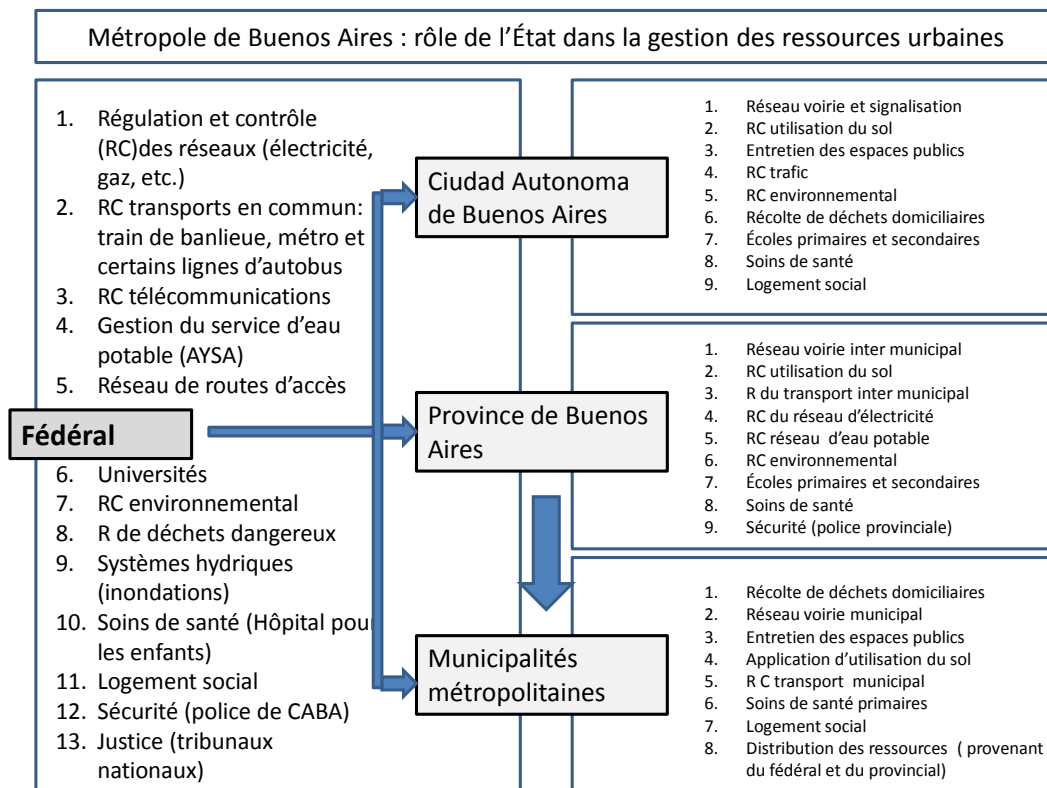 Métropole de Buenos Aires : rôle de l’État dans la gestion des ressources urbaines
1. Régulation et contrôle
(RC)des réseaux (électricité,
gaz, etc.)
2. RC transports en commun:
train de banlieue, métro et
certains lignes d’autobus
3. RC télécommunications
4. Gestion du service d’eau
potable (AYSA)
5. Réseau de routes d’accès
Fédéral
6. Universités
7. RC environnemental
8. R de déchets dangereux
9. Systèmes hydriques
(inondations)
10. Soins de santé (Hôpital pour
les enfants)
11. Logement social
12. Sécurité (police de CABA)
13. Justice (tribunaux
nationaux)
Ciudad Autonoma
de Buenos Aires
1. Réseau voirie et signalisation
2. RC utilisation du sol
3. Entretien des espaces publics
4. RC trafic
5. RC environnemental
6. Récolte de déchets domiciliaires
7. Écoles primaires et secondaires
8. Soins de santé
9. Logement social
Province de Buenos
Aires
1. Réseau voirie inter municipal
2. RC utilisation du sol
3. R du transport inter municipal
4. RC du réseau d’électricité
5. RC réseau d’eau potable
6. RC environnemental
7. Écoles primaires et secondaires
8. Soins de santé
9. Sécurité (police provinciale)
Municipalités
métropolitaines
1. Récolte de déchets domiciliaires
2. Réseau voirie municipal
3. Entretien des espaces publics
4. Application d’utilisation du sol
5. R C transport municipal
6. Soins de santé primaires
7. Logement social
8. Distribution des ressources ( provenant
du fédéral et du provincial)